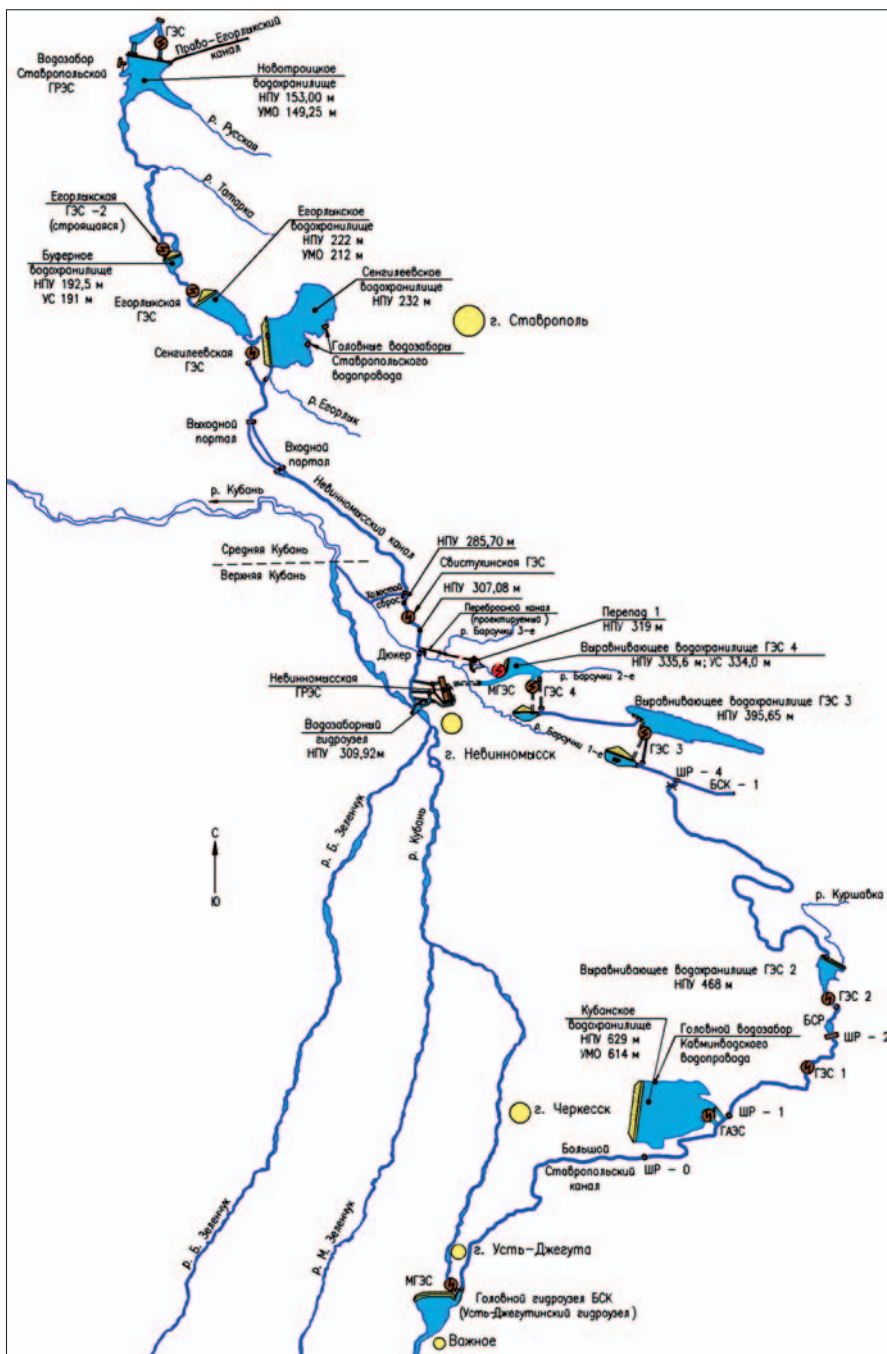 ГЭС
Право-Егорлыкский
канал
Водозабор
Ставропольской
ГРЭС
Новотроицкое
водохранилище
НПУ 153,00 м
УМО 149,25 м
р. Русская
р. Татарка
Егорлыкская
ГЭС -2
(строящаяся)
Егорлыкское
водохранилище
НПУ 222 м
УМО 212 м
Буферное
водохранилище
НПУ 192,5 м
УС 191 м
Сенгилеевское
водохранилище
НПУ 232 м
Егорлыкская
ГЭС
г. Ставрополь
Сенгилеевская
ГЭС
Головные водозаборы
Ставропольского
водопровода
р. Егорлык
Выходной
портал
Входной
портал
р. Кубань
Невинномысский канал
НПУ 285,70 м
Средняя Кубань
Верхняя Кубань
Свистухинская ГЭС
Холостой
сброс
НПУ 307,08 м
Перебросной канал
(проектируемый)
Перепад 1
НПУ 319 м
р. Барсучки 3-е
Дюкер
Выравнивающее водохранилище ГЭС 4
НПУ 335,6 м; УС 334,0 м
Невинномысская
ГРЭС
МГЭС
ГЭС 4
р. Барсучки 2-е
Выравнивающее водохранилище ГЭС 3
НПУ 395,65 м
Водозаборный
гидроузел
НПУ 309,92м
р. Барсучки 1-е
г. Невинномысск
ГЭС 3
ШР - 4
БСК - 1
р. Б. Зеленчук
р. Кубань
С
Ю
р. Куршавка
Выравнивающее водохранилище ГЭС 2
НПУ 468 м
ГЭС 2
БСР
ШР - 2
Кубанское
водохранилище
НПУ 629 м
УМО 614 м
Головной водозабор
Кавминводского
водопровода
ГЭС 1
г. Черкесск
ШР - 1
ГАЭС
Большой
Ставропольский
канал
ШР - 0
р. Б. Зеленчук
р. М. Зеленчук
г. Усть-Джегута
МГЭС
Головной гидроузел БСК
(Усть-Джегутинский гидроузел)
Важное